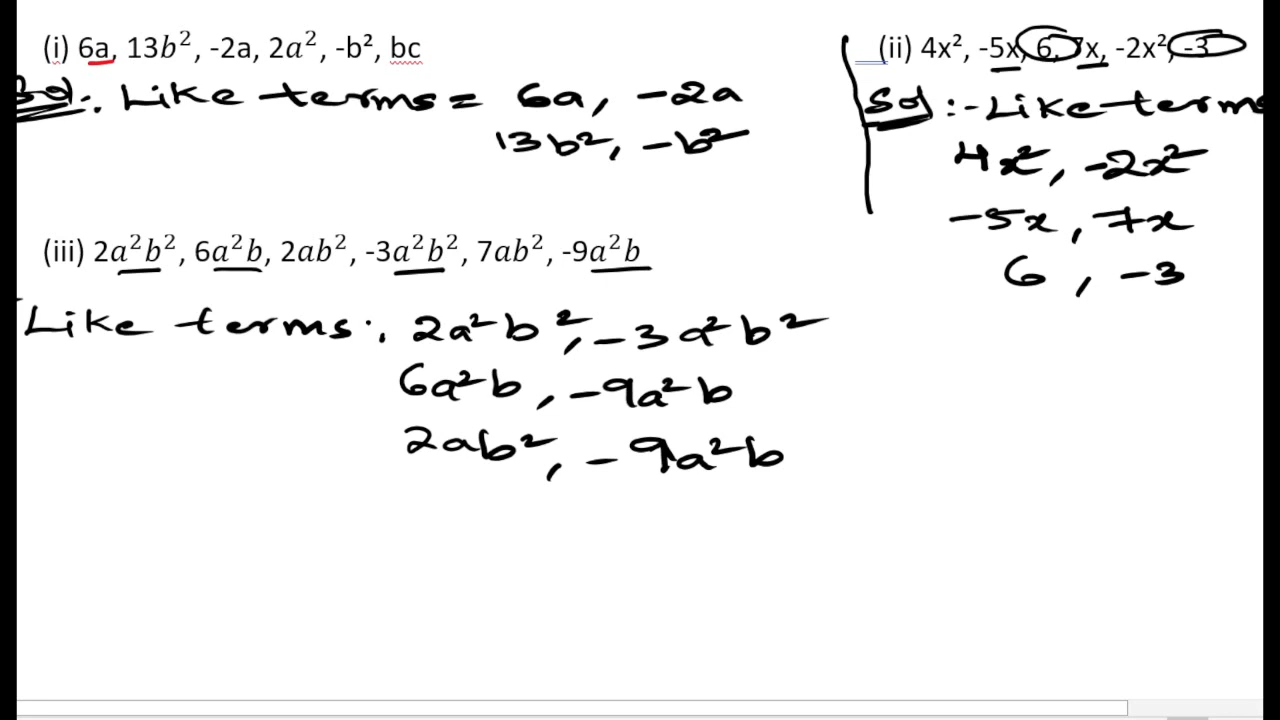 (i) 6a, 13b², -2a, 2a², -b², bc
Sol:. Like terms = 6a, -2a
13b², -b²
(ii) 4x², -5x, 6, 7x, -2x², -3
Sol :- Like terms
4x², -2x²
-5x, 7x
6, -3
(iii) 2a²b², 6a²b, 2ab², -3a²b², 7ab², -9a²b
Like terms:. 2a²b², -3a²b²
6a²b, -9a²b
2ab², -9a²b